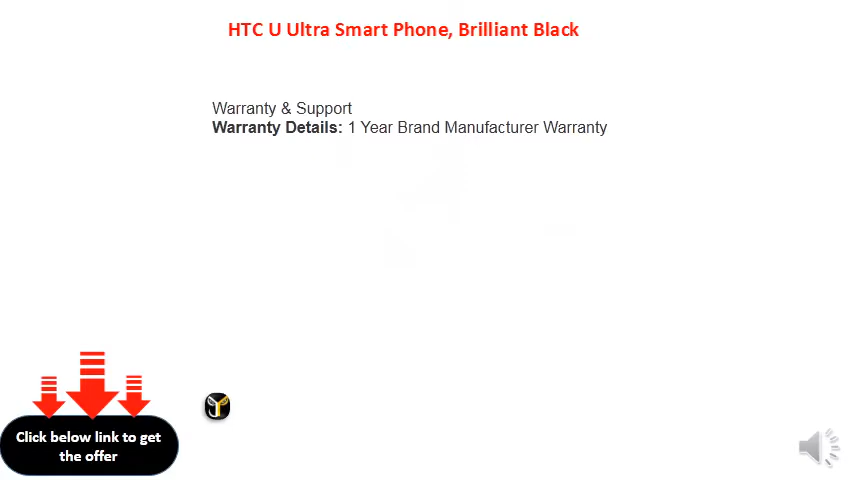 HTC U Ultra Smart Phone, Brilliant Black
Warranty & Support
Warranty Details: 1 Year Brand Manufacturer Warranty
Click below link to get
the offer